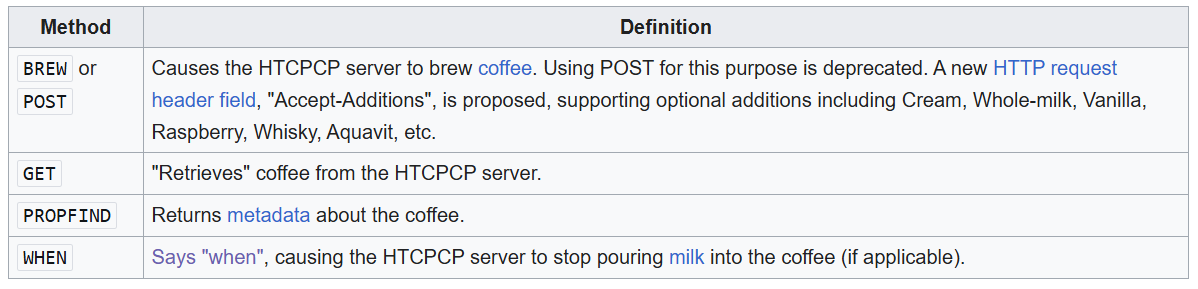 Method Definition
BREW or Causes the HTCPCP server to brew coffee. Using POST for this purpose is deprecated. A new HTTP request
POST header field, "Accept-Additions", is proposed, supporting optional additions including Cream, Whole-milk, Vanilla,
Raspberry, Whisky, Aquavit, etc.
GET "Retrieves" coffee from the HTCPCP server.
PROPFIND Returns metadata about the coffee.
WHEN Says "when", causing the HTCPCP server to stop pouring milk into the coffee (if applicable).